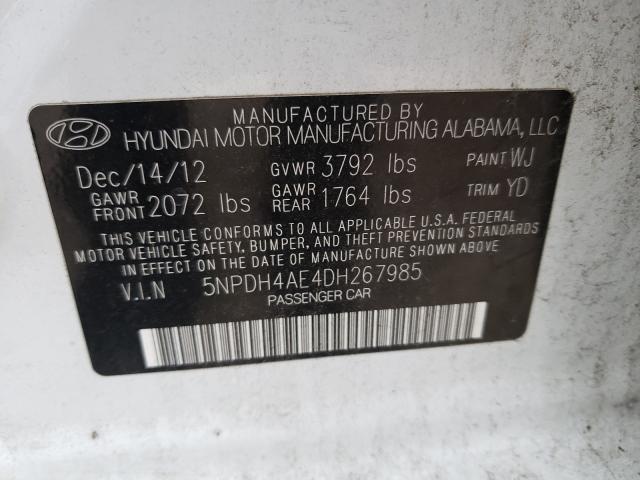 MANUFACTURED BY
HYUNDAI MOTOR MANUFACTURING ALABAMA, LLC
Dec/14/12 GVWR 3792 lbs PAINT WJ
GAWR FRONT 2072 lbs GAWR REAR 1764 lbs TRIM YD
THIS VEHICLE CONFORMS TO ALL APPLICABLE U.S.A. FEDERAL
MOTOR VEHICLE SAFETY, BUMPER, AND THEFT PREVENTION STANDARDS
IN EFFECT ON THE DATE OF MANUFACTURE SHOWN ABOVE
V.I.N 5NPDH4AE4DH267985
PASSENGER CAR